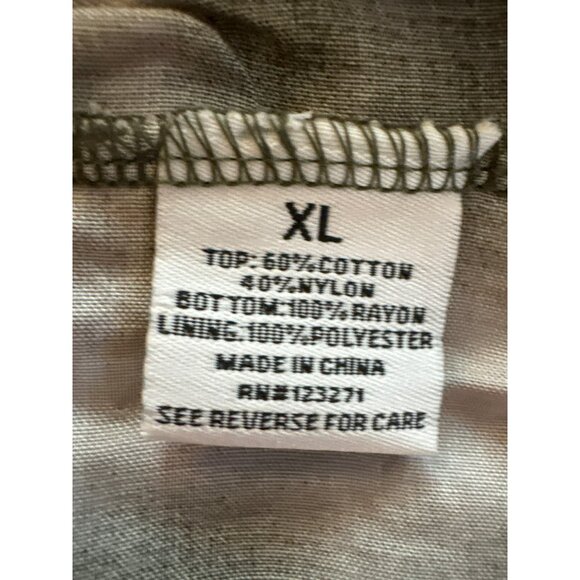 XL
TOP:60%COTTON
40%NYLON
BOTTOM:100%RAYON
LINING:100%POLYESTER
MADE IN CHINA
RN#123271
SEE REVERSE FOR CARE